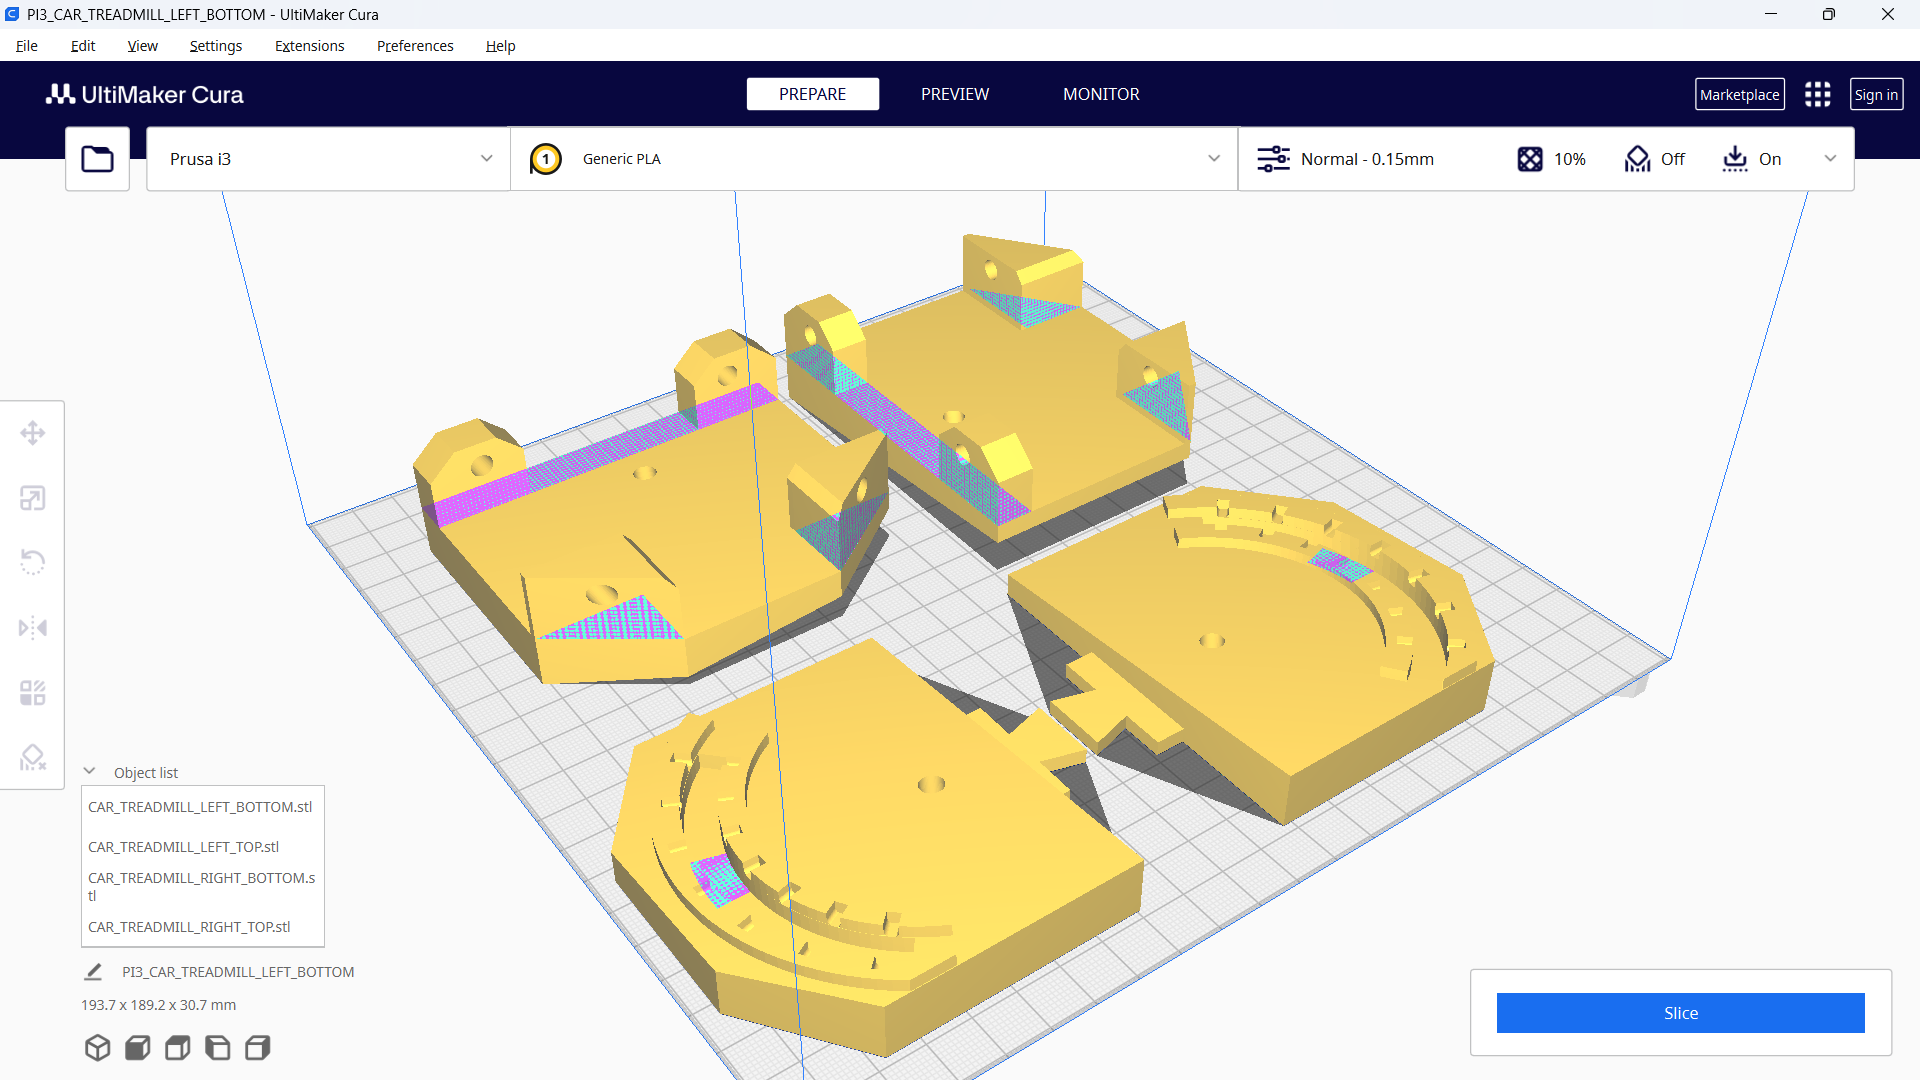 PI3_CAR_TREADMILL_LEFT_BOTTOM - UltiMaker Cura
File Edit View Settings Extensions Preferences Help
UltiMaker Cura
PREPARE PREVIEW MONITOR
Marketplace
Sign in
Prusa i3
1
Generic PLA
Normal - 0.15mm
10%
Off
On
Object list
CAR_TREADMILL_LEFT_BOTTOM.stl
CAR_TREADMILL_LEFT_TOP.stl
CAR_TREADMILL_RIGHT_BOTTOM.s
tl
CAR_TREADMILL_RIGHT_TOP.stl
PI3_CAR_TREADMILL_LEFT_BOTTOM
193.7 x 189.2 x 30.7 mm
Slice